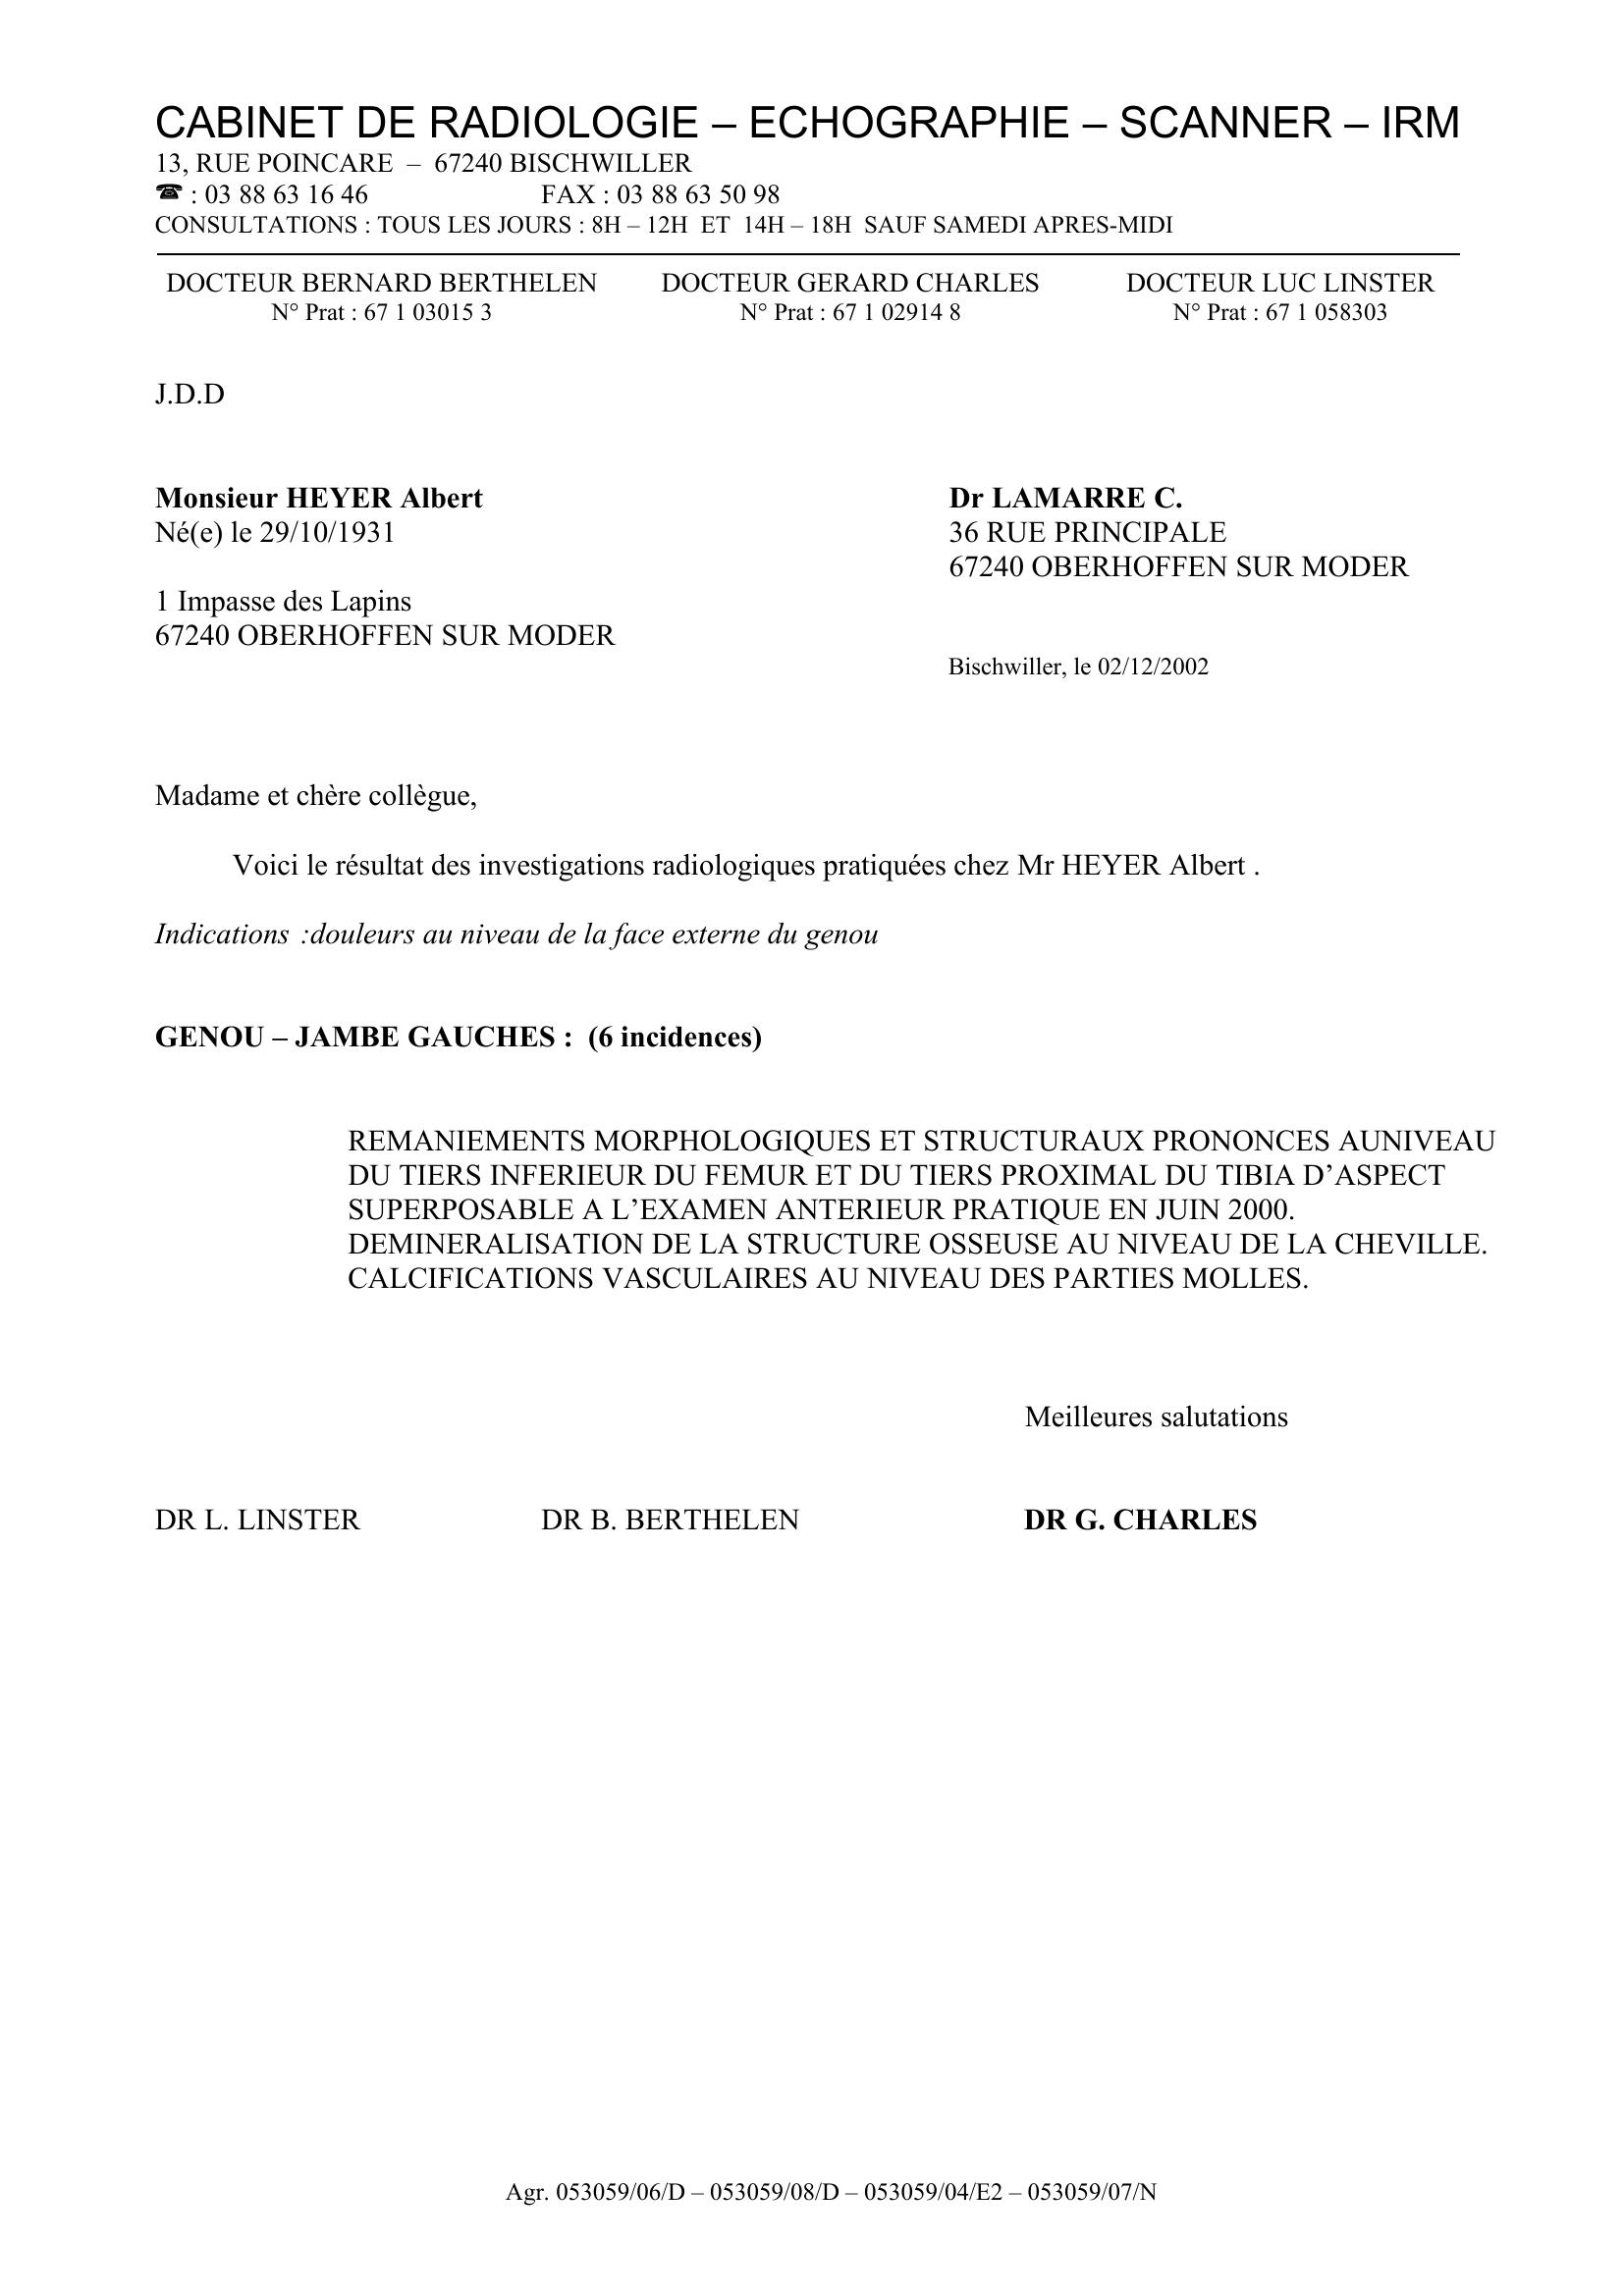 CABINET DE RADIOLOGIE – ECHOGRAPHIE – SCANNER – IRM
13, RUE POINCARE – 67240 BISCHWILLER
☎ : 03 88 63 16 46 FAX : 03 88 63 50 98
CONSULTATIONS : TOUS LES JOURS : 8H – 12H ET 14H – 18H SAUF SAMEDI APRES-MIDI
DOCTEUR BERNARD BERTHELEN DOCTEUR GERARD CHARLES DOCTEUR LUC LINSTER
N° Prat : 67 1 03015 3 N° Prat : 67 1 02914 8 N° Prat : 67 1 058303
J.D.D
Monsieur HEYER Albert
Né(e) le 29/10/1931
1 Impasse des Lapins
67240 OBERHOFFEN SUR MODER
Dr LAMARRE C.
36 RUE PRINCIPALE
67240 OBERHOFFEN SUR MODER
Bischwiller, le 02/12/2002
Madame et chère collègue,
Voici le résultat des investigations radiologiques pratiquées chez Mr HEYER Albert .
Indications :douleurs au niveau de la face externe du genou
GENOU – JAMBE GAUCHES : (6 incidences)
REMANIEMENTS MORPHOLOGIQUES ET STRUCTURAUX PRONONCES AUNIVEAU
DU TIERS INFERIEUR DU FEMUR ET DU TIERS PROXIMAL DU TIBIA D’ASPECT
SUPERPOSABLE A L’EXAMEN ANTERIEUR PRATIQUE EN JUIN 2000.
DEMINERALISATION DE LA STRUCTURE OSSEUSE AU NIVEAU DE LA CHEVILLE.
CALCIFICATIONS VASCULAIRES AU NIVEAU DES PARTIES MOLLES.
Meilleures salutations
DR L. LINSTER DR B. BERTHELEN DR G. CHARLES
Agr. 053059/06/D – 053059/08/D – 053059/04/E2 – 053059/07/N